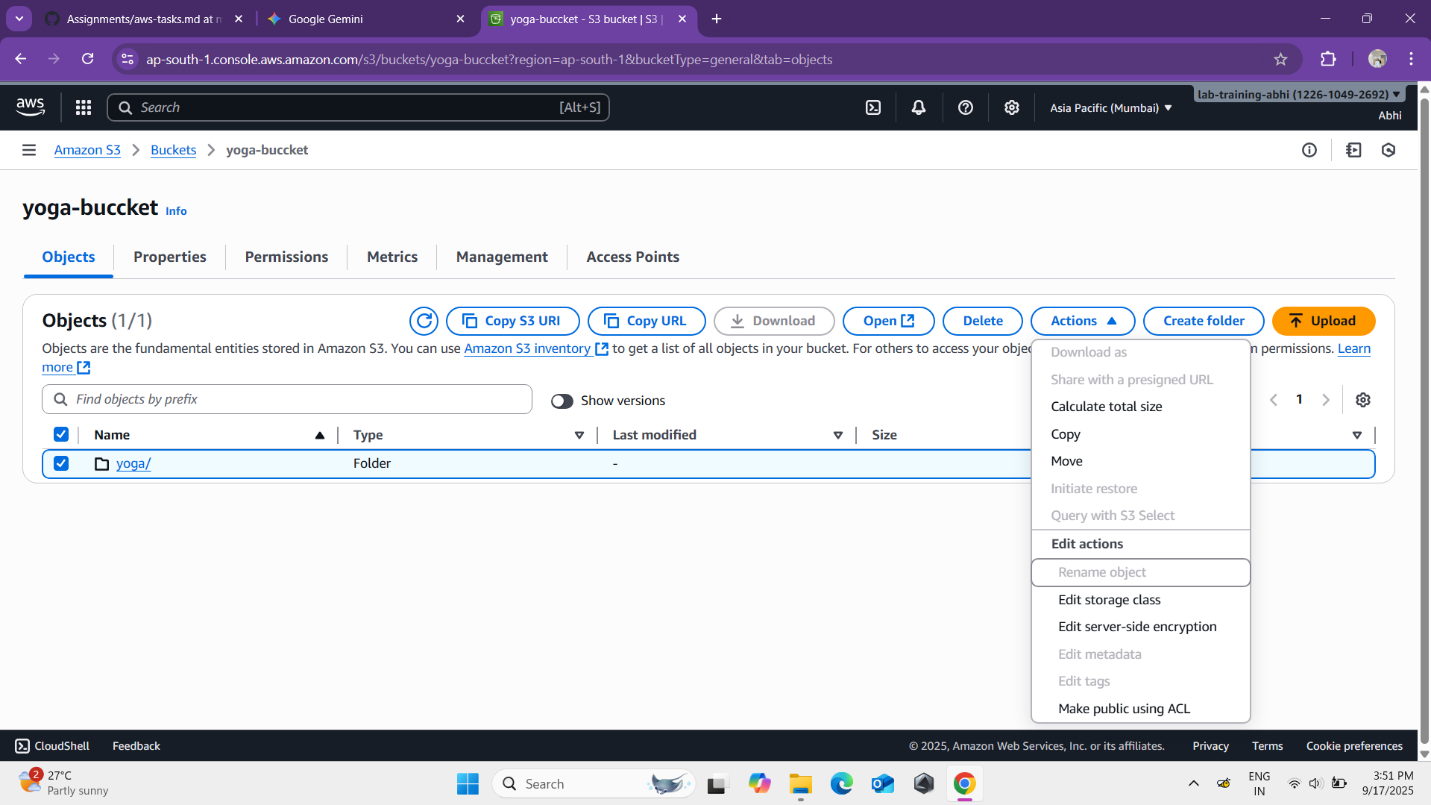 Assignments/aws-tasks.md at n
Google Gemini
yoga-buccket - S3 bucket | S3 |
ap-south-1.console.aws.amazon.com/s3/buckets/yoga-buccket?region=ap-south-1&bucketType=general&tab=objects
aws
Search
[Alt+S]
Asia Pacific (Mumbai)
lab-training-abhi (1226-1049-2692)
Abhi
Amazon S3
Buckets
yoga-buccket
yoga-buccket Info
Objects
Properties
Permissions
Metrics
Management
Access Points
Objects (1/1)
Copy S3 URI
Copy URL
Download
Open
Delete
Actions
Create folder
Upload
Objects are the fundamental entities stored in Amazon S3. You can use Amazon S3 inventory to get a list of all objects in your bucket. For others to access your obje permissions. Learn
more
Find objects by prefix
Show versions
1
Name
Type
Last modified
Size
yoga/
Folder
-
Download as
Share with a presigned URL
Calculate total size
Copy
Move
Initiate restore
Query with S3 Select
Edit actions
Rename object
Edit storage class
Edit server-side encryption
Edit metadata
Edit tags
Make public using ACL
CloudShell
Feedback
© 2025, Amazon Web Services, Inc. or its affiliates.
Privacy
Terms
Cookie preferences
2
27°C
Partly sunny
Search
ENG
IN
3:51 PM
9/17/2025